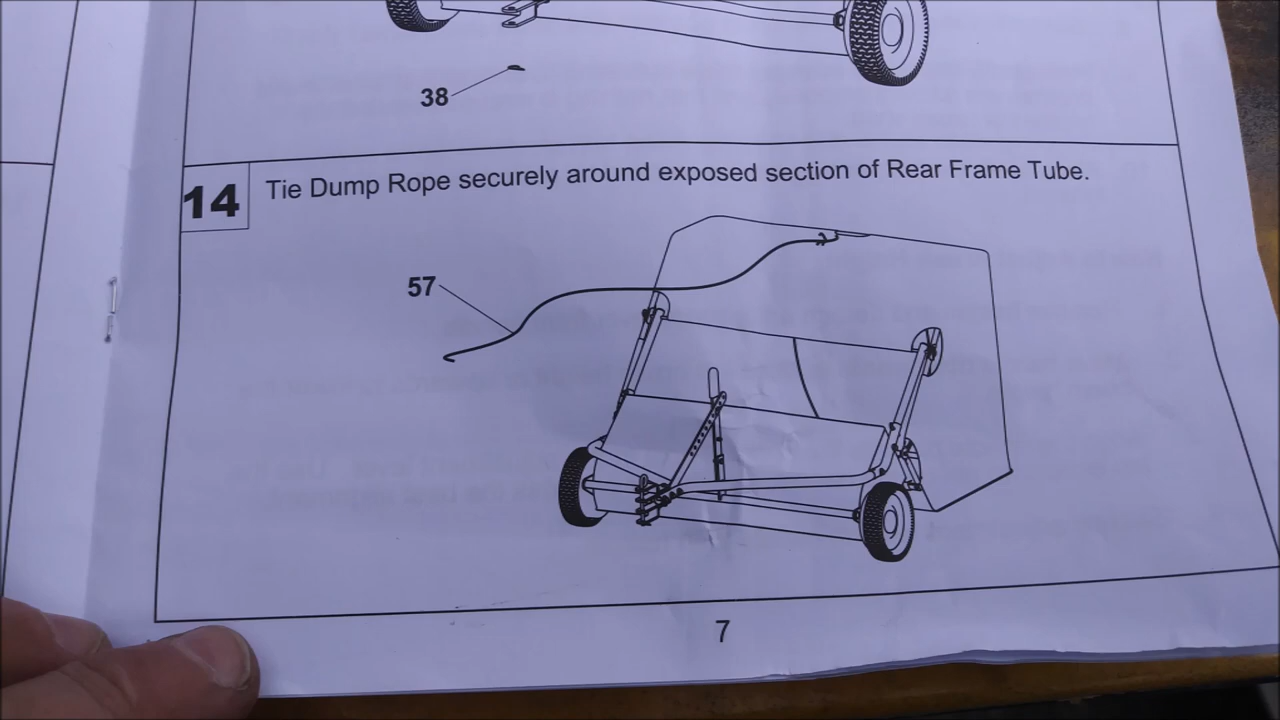 38
14
Tie Dump Rope securely around exposed section of Rear Frame Tube.
57
7